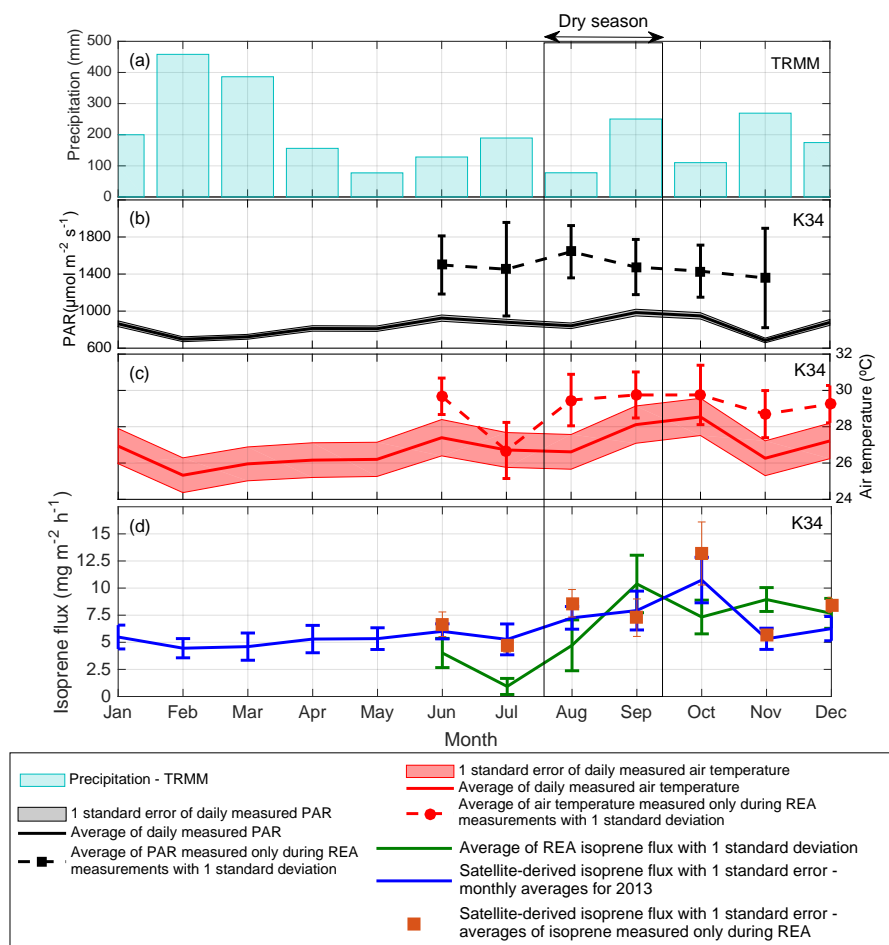 Dry season
(a)
TRMM
Precipitation (mm)
500
400
300
200
100
0
(b)
K34
PAR(µmol m⁻² s⁻¹)
1800
1400
1000
600
(c)
K34
Air temperature (ºC)
32
30
28
26
24
(d)
K34
Isoprene flux (mg m⁻² h⁻¹)
15
12.5
10
7.5
5
2.5
0
Jan Feb Mar Apr May Jun Jul Aug Sep Oct Nov Dec
Month
Precipitation - TRMM
1 standard error of daily measured PAR
Average of daily measured PAR
Average of PAR measured only during REA
measurements with 1 standard deviation
1 standard error of daily measured air temperature
Average of daily measured air temperature
Average of air temperature measured only during REA
measurements with 1 standard deviation
Average of REA isoprene flux with 1 standard deviation
Satellite-derived isoprene flux with 1 standard error -
monthly averages for 2013
Satellite-derived isoprene flux with 1 standard error -
averages of isoprene measured only during REA